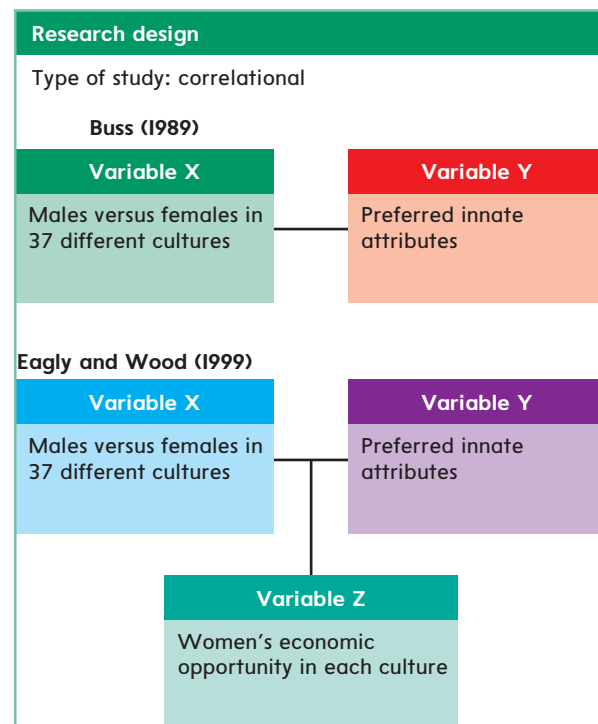 Research design
Type of study: correlational
Buss (1989)
Variable X
Males versus females in
37 different cultures
Variable Y
Preferred innate
attributes
Eagly and Wood (1999)
Variable X
Males versus females in
37 different cultures
Variable Y
Preferred innate
attributes
Variable Z
Women's economic
opportunity in each culture